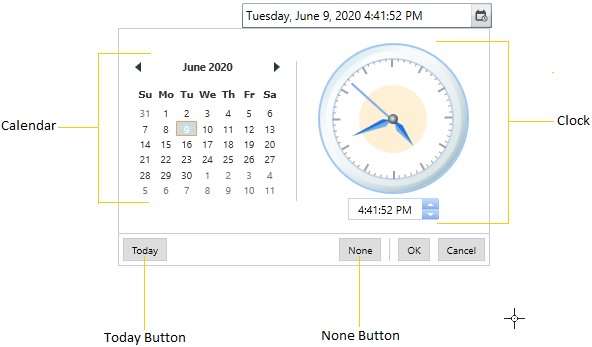 Tuesday, June 9, 2020 4:41:52 PM
June 2020
Su Mo Tu We Th Fr Sa
31 1 2 3 4 5 6
7 8 9 10 11 12 13
14 15 16 17 18 19 20
21 22 23 24 25 26 27
28 29 30 1 2 3 4
5 6 7 8 9 10 11
Calendar
Clock
4:41:52 PM
Today None OK Cancel
Today Button
None Button